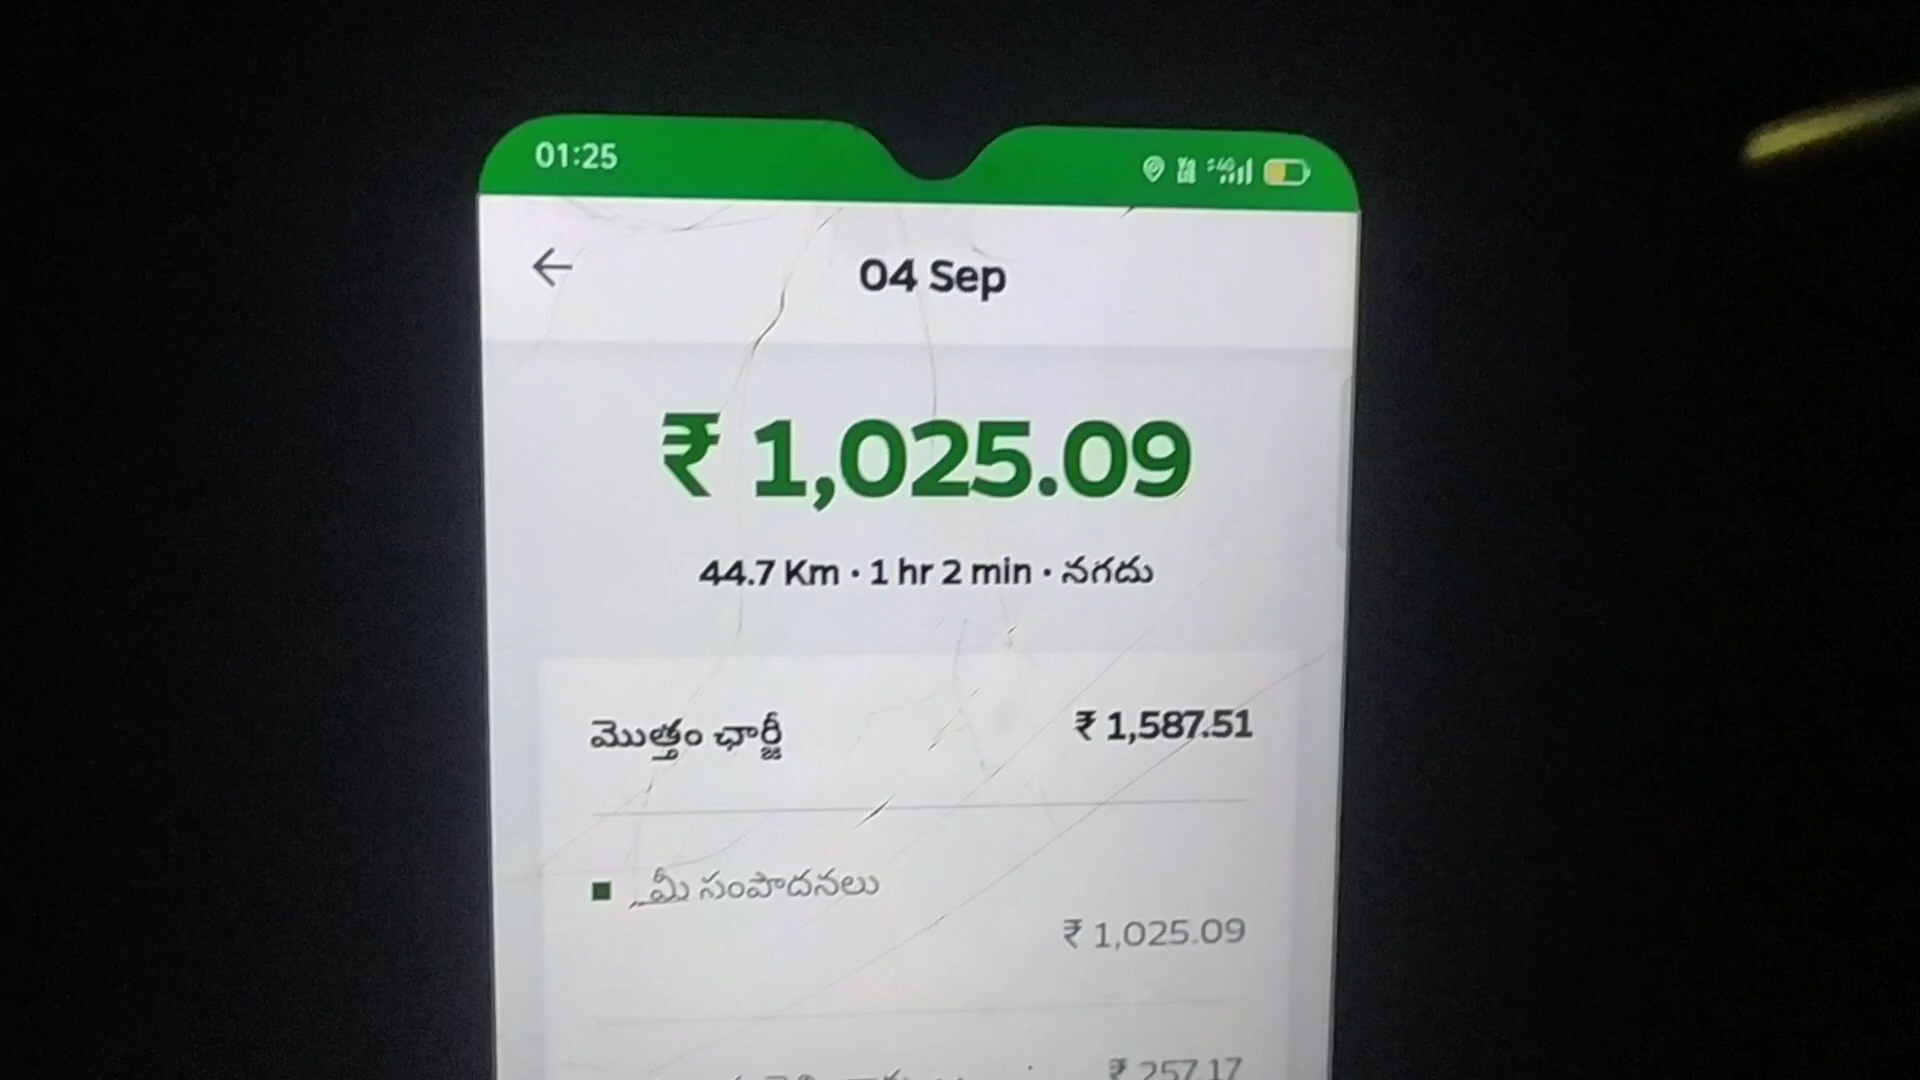 01:25
04 Sep
₹ 1,025.09
44.7 Km · 1 hr 2 min · నగదు
మొత్తం ఛార్జీ ₹ 1,587.51
మీ సంపాదనలు
₹ 1,025.09
₹ 257.17